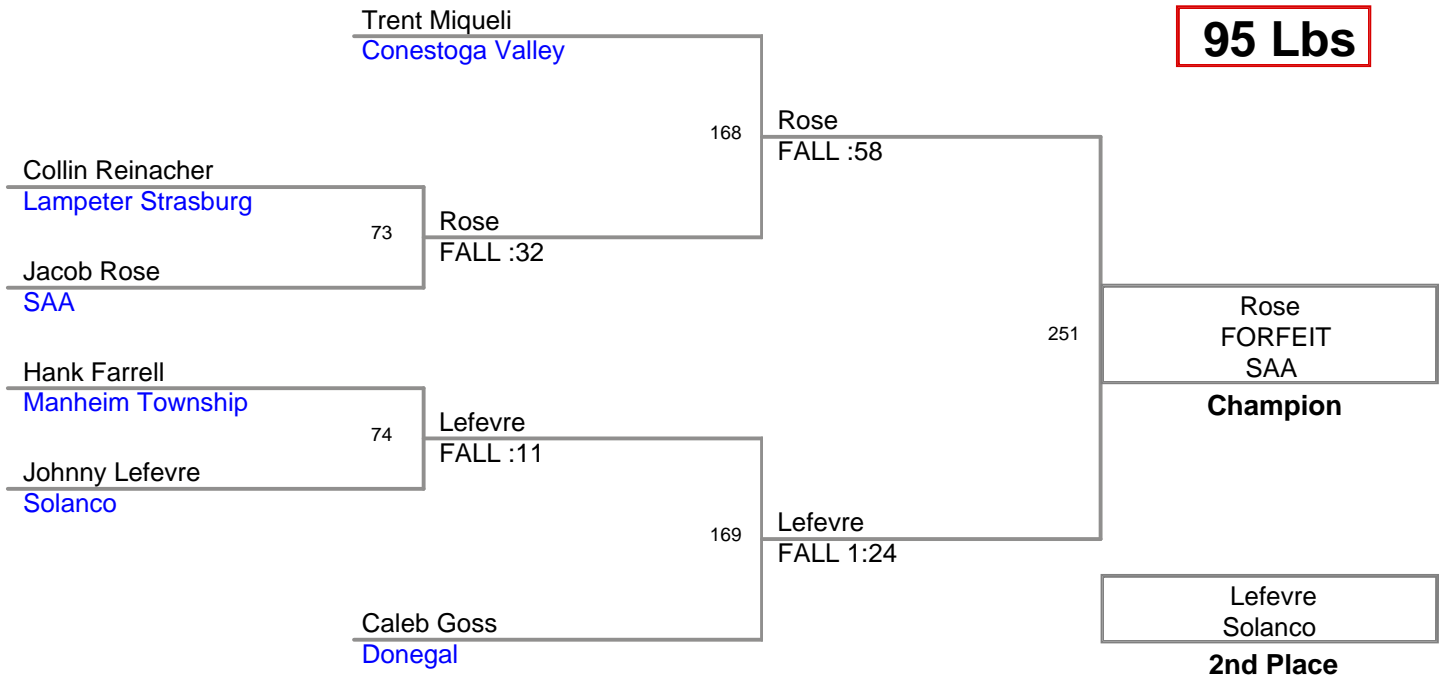 Trent Miqueli
Conestoga Valley
95 Lbs
168
Rose
FALL :58
Collin Reinacher
Lampeter Strasburg
73
Rose
FALL :32
Jacob Rose
SAA
251
Rose
FORFEIT
SAA
Champion
Hank Farrell
Manheim Township
74
Lefevre
FALL :11
Johnny Lefevre
Solanco
169
Lefevre
FALL 1:24
Caleb Goss
Donegal
Lefevre
Solanco
2nd Place